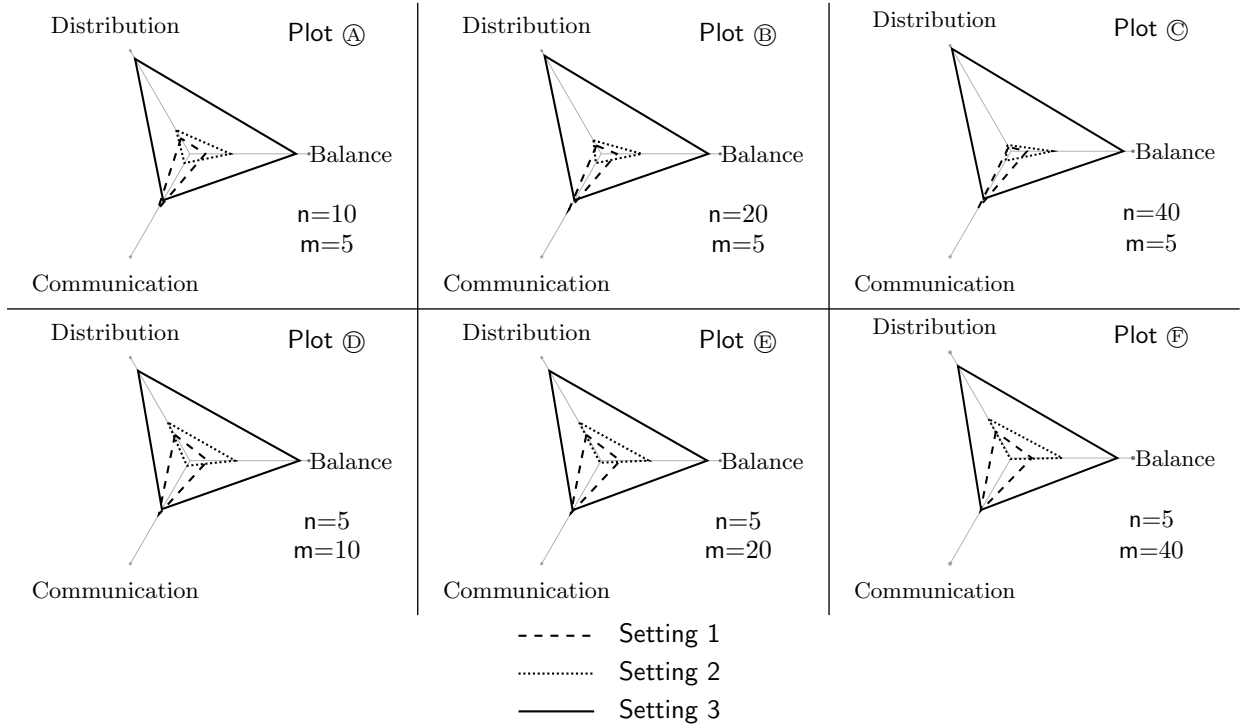 Distribution
Plot Ⓐ
Balance
n=10
m=5
Communication
Distribution
Plot Ⓑ
Balance
n=20
m=5
Communication
Distribution
Plot Ⓒ
Balance
n=40
m=5
Communication
Distribution
Plot Ⓓ
Balance
n=5
m=10
Communication
Distribution
Plot Ⓔ
Balance
n=5
m=20
Communication
Distribution
Plot Ⓕ
Balance
n=5
m=40
Communication
Setting 1
Setting 2
Setting 3